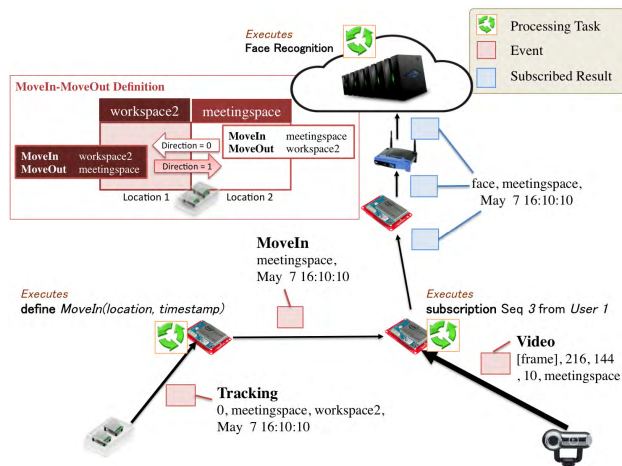 Executes
Face Recognition
Processing Task
Event
Subscribed Result
MoveIn-MoveOut Definition
workspace2 meetingspace
MoveIn meetingspace
MoveOut workspace2
Direction = 0
MoveIn workspace2
MoveOut meetingspace
Direction = 1
Location 1 Location 2
face, meetingspace,
May 7 16:10:10
MoveIn
meetingspace,
May 7 16:10:10
Executes
define MoveIn(location, timestamp)
Executes
subscription Seq 3 from User 1
Video
[frame], 216, 144
, 10, meetingspace
Tracking
0, meetingspace, workspace2,
May 7 16:10:10